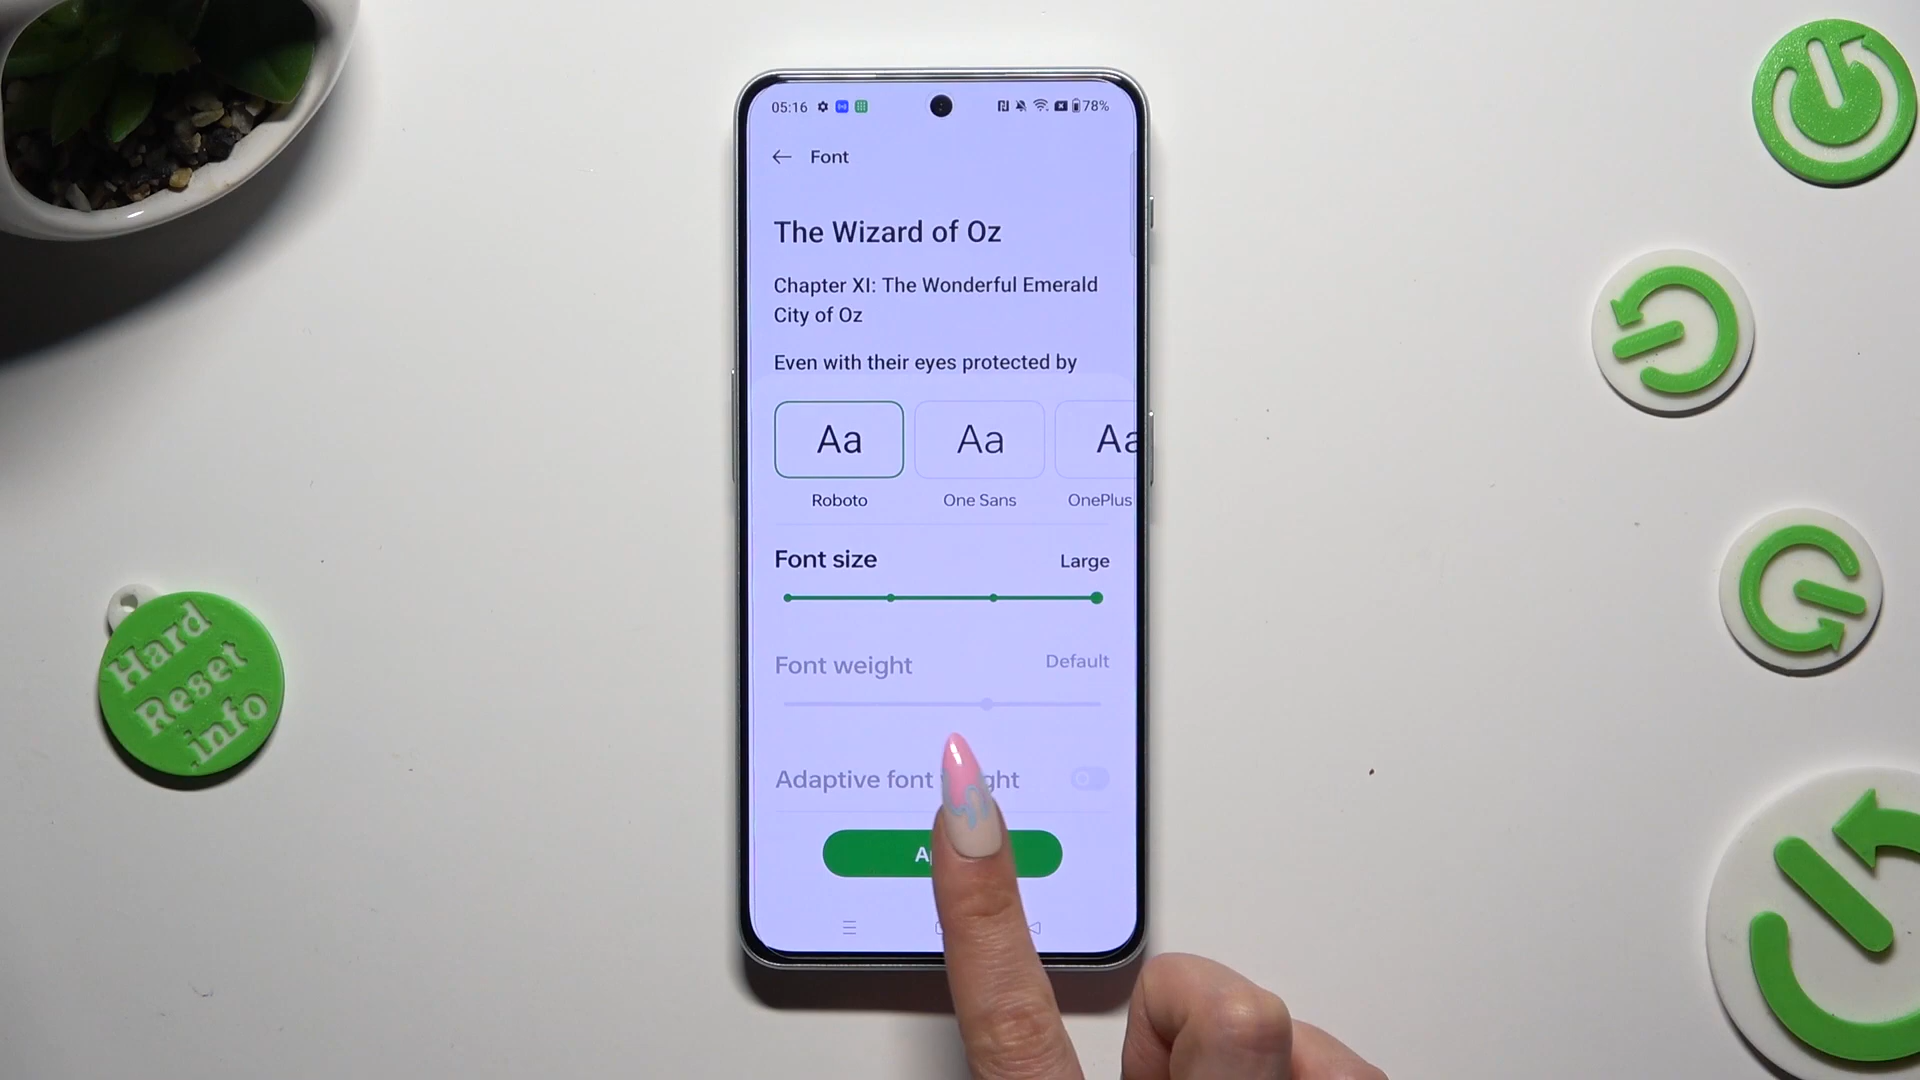 05:16
78%
Font
The Wizard of Oz
Chapter XI: The Wonderful Emerald
City of Oz
Even with their eyes protected by
Aa
Aa
Aa
Roboto
One Sans
OnePlus
Font size
Large
Font weight
Default
Adaptive font
Hard
Reset
.info